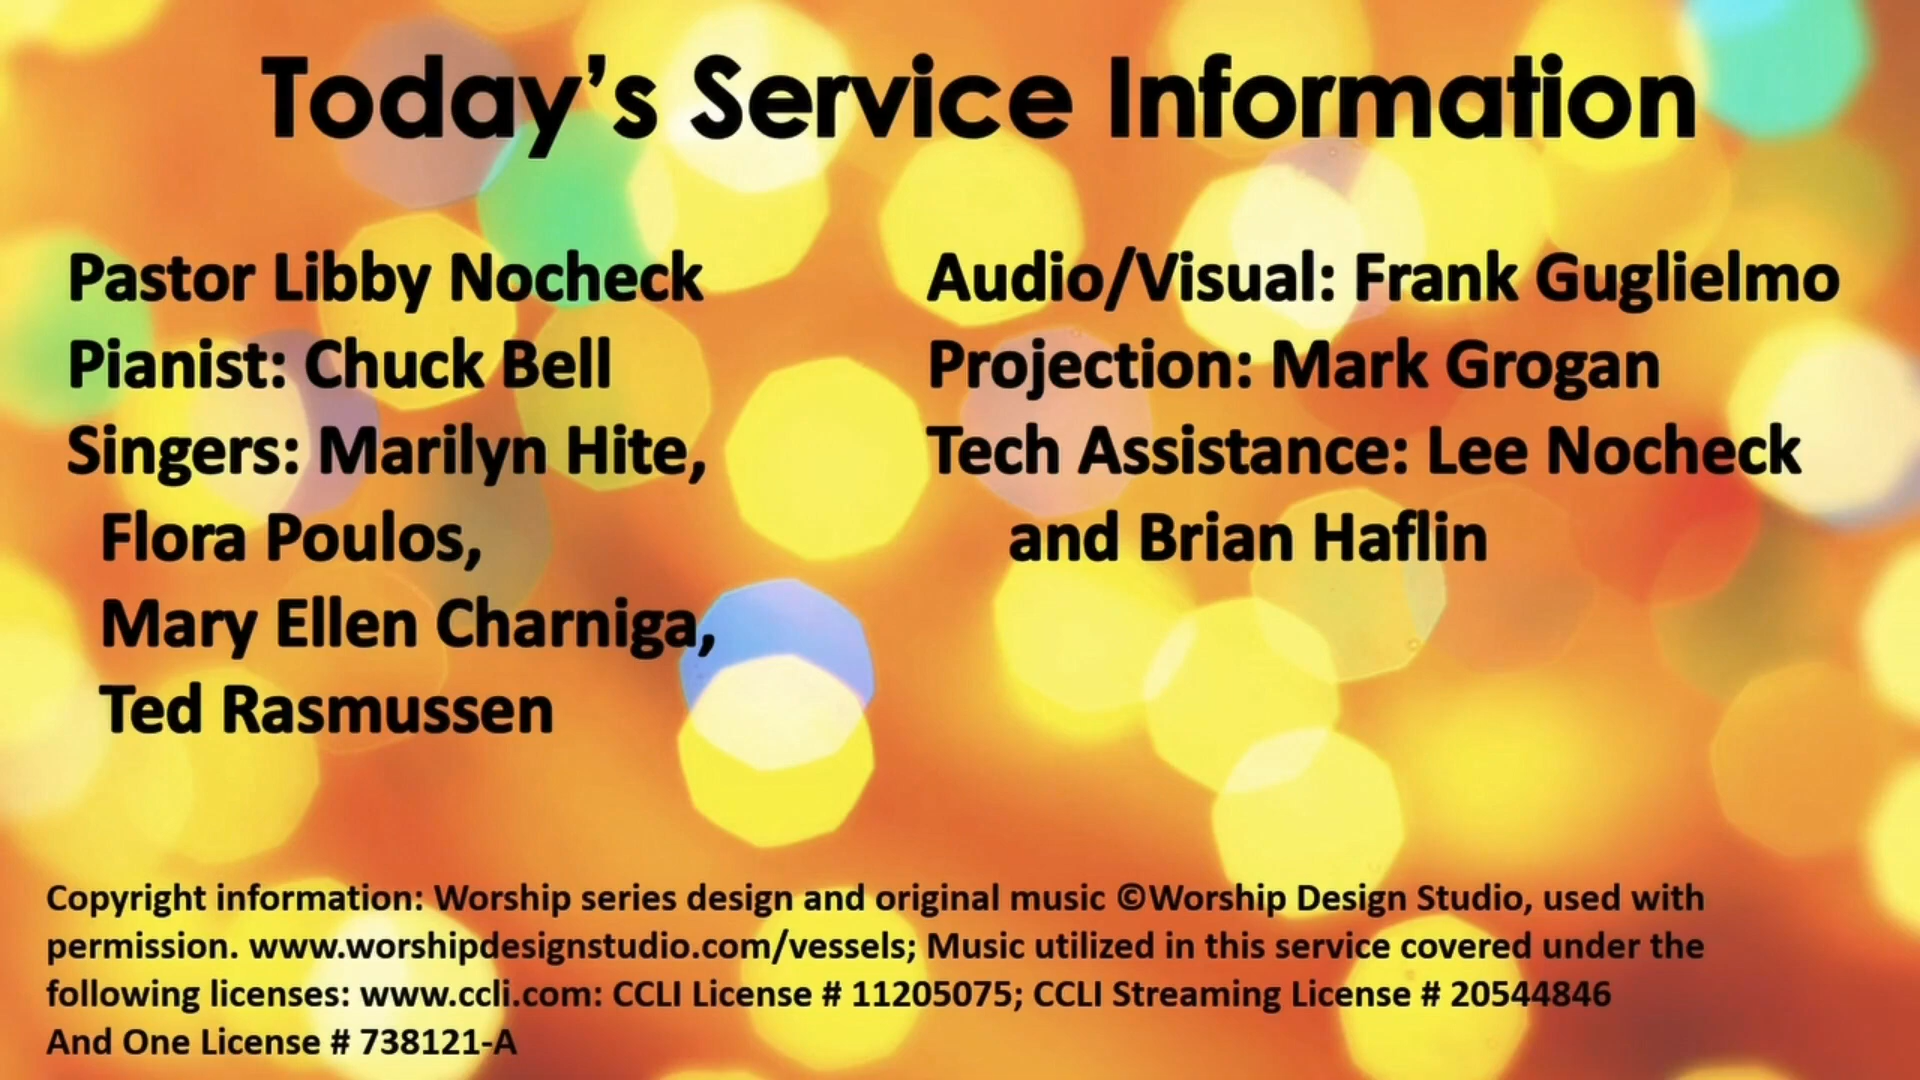 Today's Service Information
Pastor Libby Nocheck
Pianist: Chuck Bell
Singers: Marilyn Hite,
Flora Poulos,
Mary Ellen Charniga,
Ted Rasmussen
Audio/Visual: Frank Guglielmo
Projection: Mark Grogan
Tech Assistance: Lee Nocheck
and Brian Haflin
Copyright information: Worship series design and original music ©Worship Design Studio, used with
permission. www.worshipdesignstudio.com/vessels; Music utilized in this service covered under the
following licenses: www.ccli.com: CCLI License # 11205075; CCLI Streaming License # 20544846
And One License # 738121-A